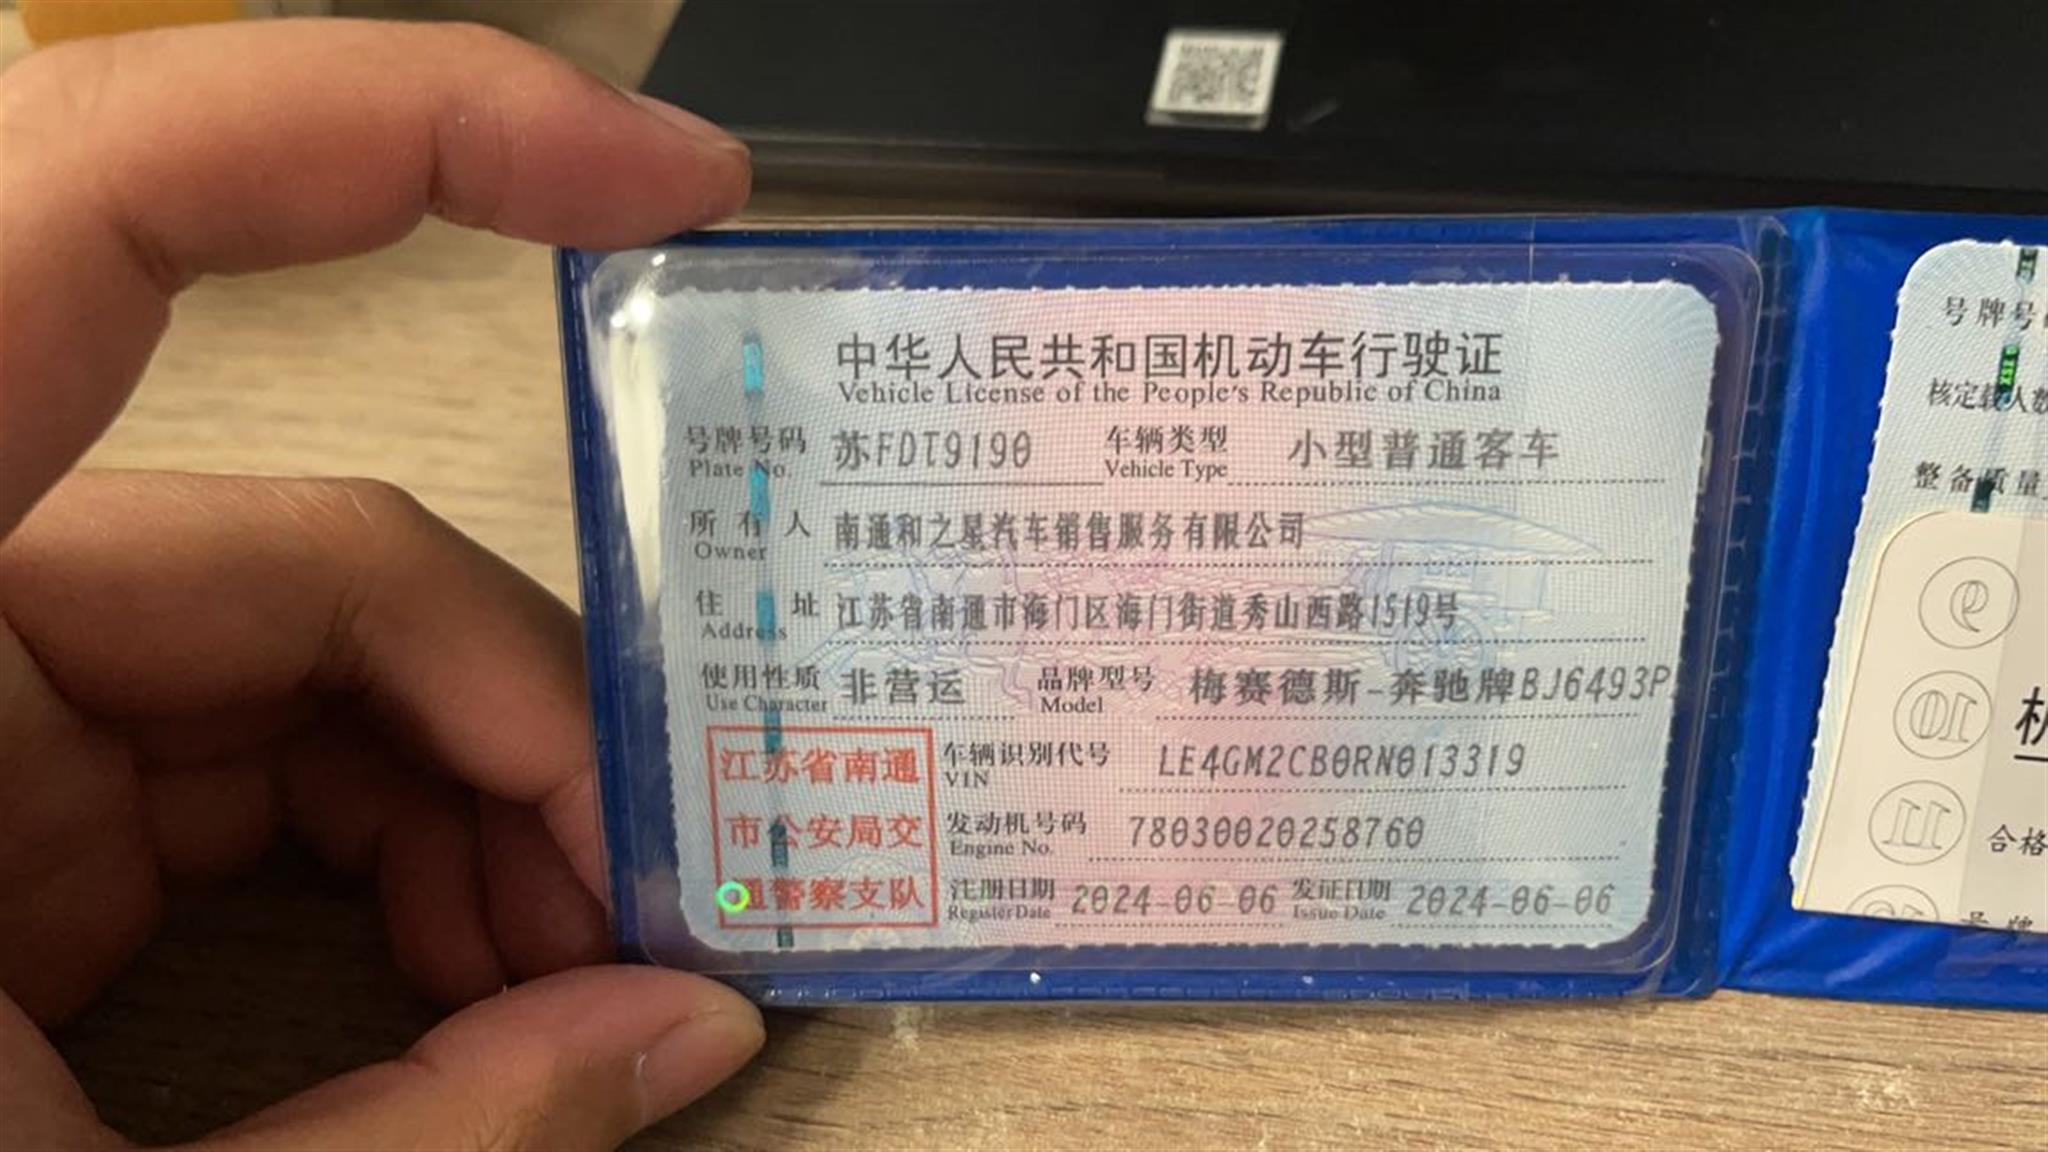 中华人民共和国机动车行驶证
Vehicle License of the People's Republic of China
号牌号码 苏FDT9190 车辆类型 小型普通客车
Plate No. Vehicle Type
所有人 南通和之星汽车销售服务有限公司
Owner
住址 江苏省南通市海门区海门街道秀山西路1519号
Address
使用性质 非营运 品牌型号 梅赛德斯-奔驰牌BJ6493P
Use Character Model
江苏省南通
市公安局交
通警察支队
车辆识别代号 LE4GM2CB0RN013319
VIN
发动机号码 78030020258760
Engine No.
注册日期 2024-06-06 发证日期 2024-06-06
Register Date Issue Date
号牌号
核定载人数
整备质量
9
10
11
合格
号牌